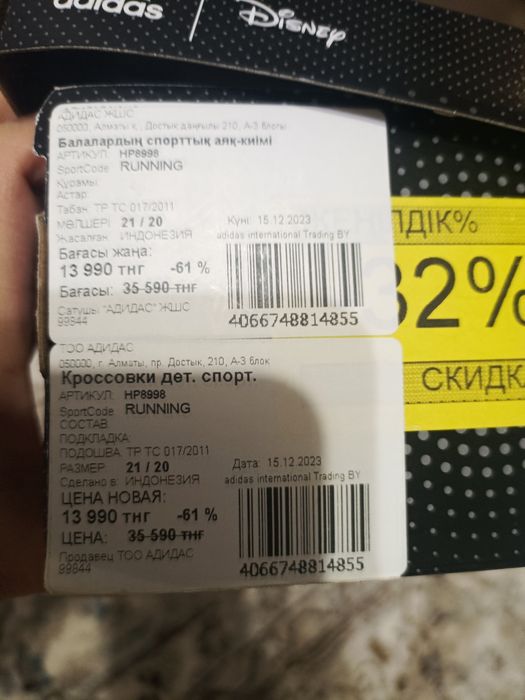 adidas
Disney
АДИДАС ЖШС
050000, Алматы қ., Достык даңғылы 210, А-3 блогы
Балалардың спорттық аяқ-киімі
АРТИКУЛ: HP8998
SportCode RUNNING
Құрамы:
Астар:
Табан: ТР ТС 017/2011
МӨЛШЕРІ 21 / 20
Күні: 15.12.2023
Жасалған: ИНДОНЕЗИЯ
adidas international Trading BY
Бағасы жаңа:
13 990 ТНГ -61 %
Бағасы: 35 590 ТНГ
Сатушы "АДИДАС" ЖШС
99844
4066748814855
ТОО АДИДАС
050000, г. Алматы, пр. Достык, 210, А-3 блок
Кроссовки дет. спорт.
АРТИКУЛ: HP8998
SportCode RUNNING
СОСТАВ
ПОДКЛАДКА:
ПОДОШВА: ТР ТС 017/2011
РАЗМЕР 21 / 20
Дата: 15.12.2023
Сделано в: ИНДОНЕЗИЯ
adidas international Trading BY
ЦЕНА НОВАЯ:
13 990 ТНГ -61 %
ЦЕНА: 35 590 ТНГ
Продавец ТОО АДИДАС
99844
4066748814855
ЖЕҢІЛДІК%
32%
СКИДК